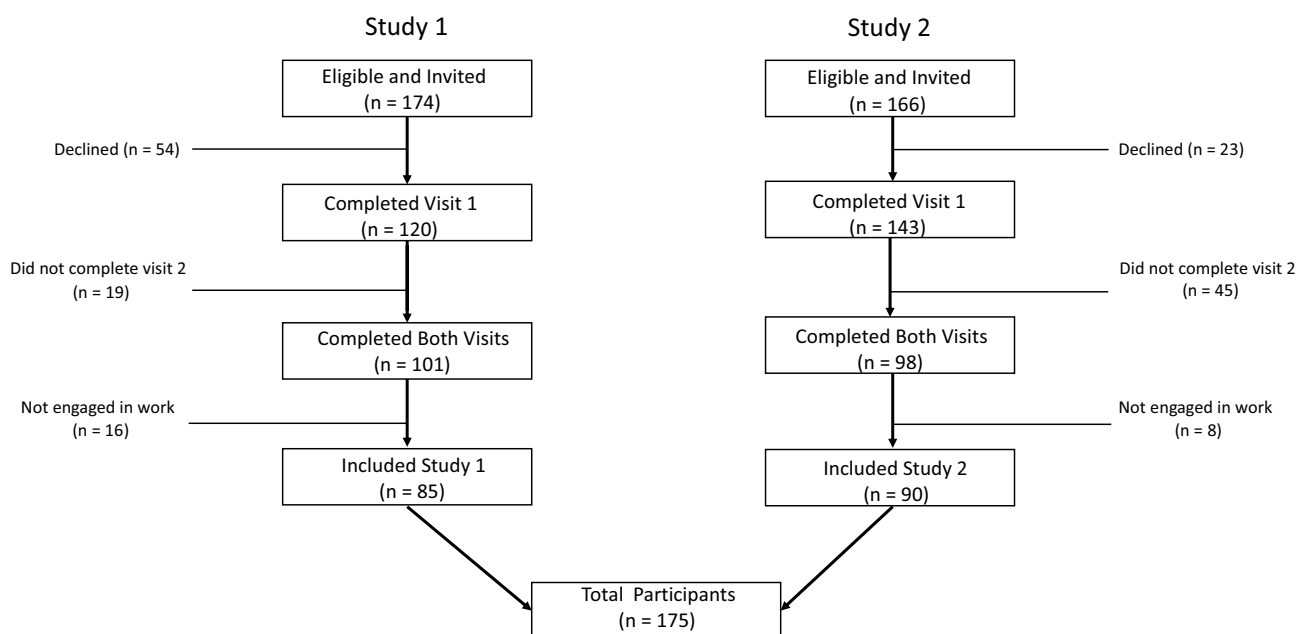 Study 1
Eligible and Invited
(n = 174)
Declined (n = 54)
Completed Visit 1
(n = 120)
Did not complete visit 2
(n = 19)
Completed Both Visits
(n = 101)
Not engaged in work
(n = 16)
Included Study 1
(n = 85)
Study 2
Eligible and Invited
(n = 166)
Declined (n = 23)
Completed Visit 1
(n = 143)
Did not complete visit 2
(n = 45)
Completed Both Visits
(n = 98)
Not engaged in work
(n = 8)
Included Study 2
(n = 90)
Total Participants
(n = 175)